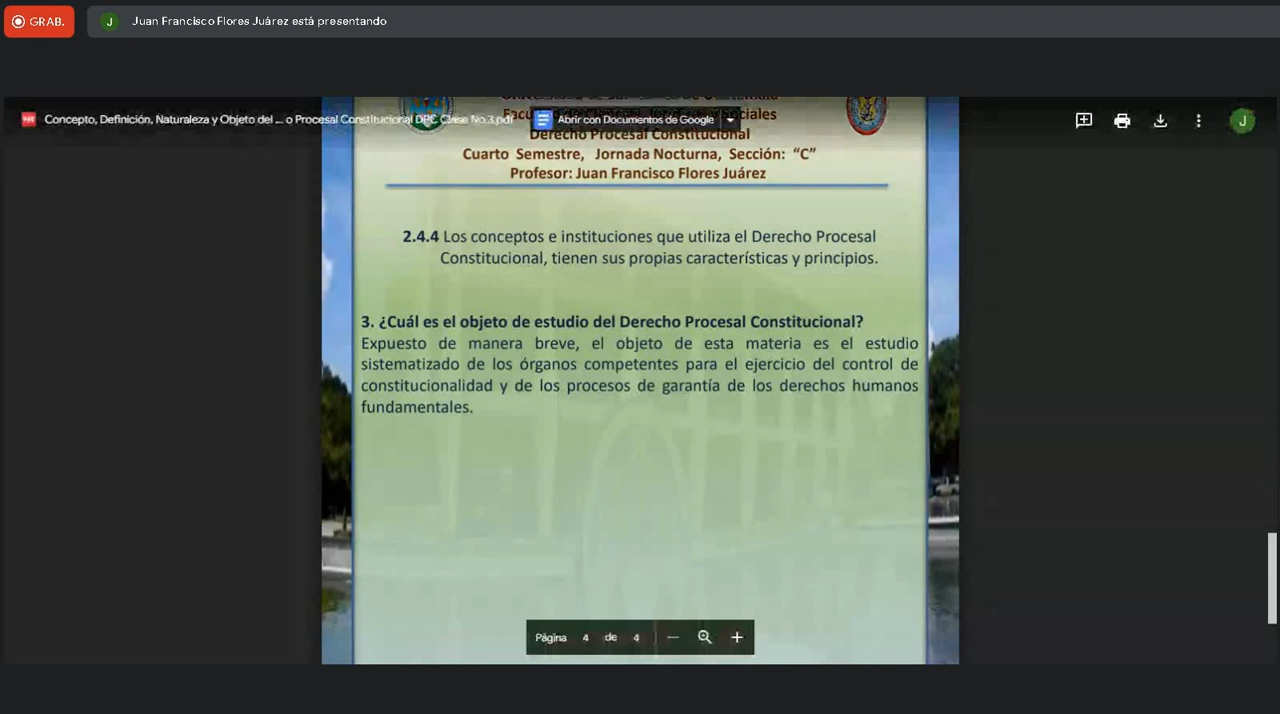 GRAB.
J
Juan Francisco Flores Juárez está presentando
Concepto, Definición, Naturaleza y Objeto del ... o Procesal Constitucional DPC Clase No.3.pdf
Abrir con Documentos de Google
J
Derecho Procesal Constitucional
Cuarto Semestre, Jornada Nocturna, Sección: “C”
Profesor: Juan Francisco Flores Juárez
2.4.4 Los conceptos e instituciones que utiliza el Derecho Procesal
Constitucional, tienen sus propias características y principios.
3. ¿Cuál es el objeto de estudio del Derecho Procesal Constitucional?
Expuesto de manera breve, el objeto de esta materia es el estudio
sistematizado de los órganos competentes para el ejercicio del control de
constitucionalidad y de los procesos de garantía de los derechos humanos
fundamentales.
Página 4 de 4